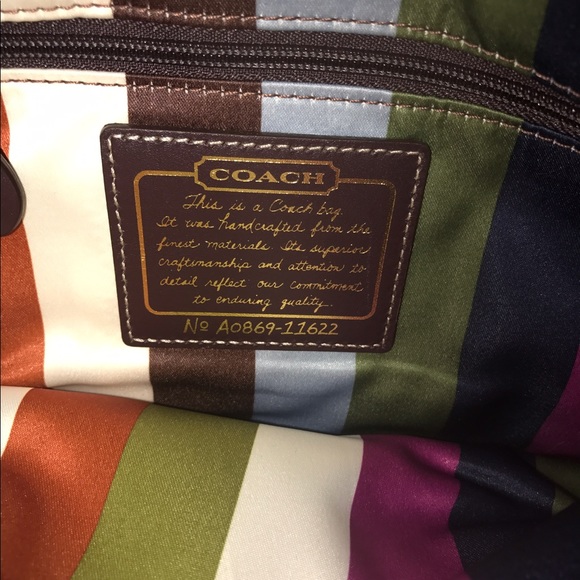 COACH
This is a Coach bag.
It was handcrafted from the
finest materials. Its superior
craftsmanship and attention to
detail reflect our commitment
to enduring quality.
Nº A0869-11622